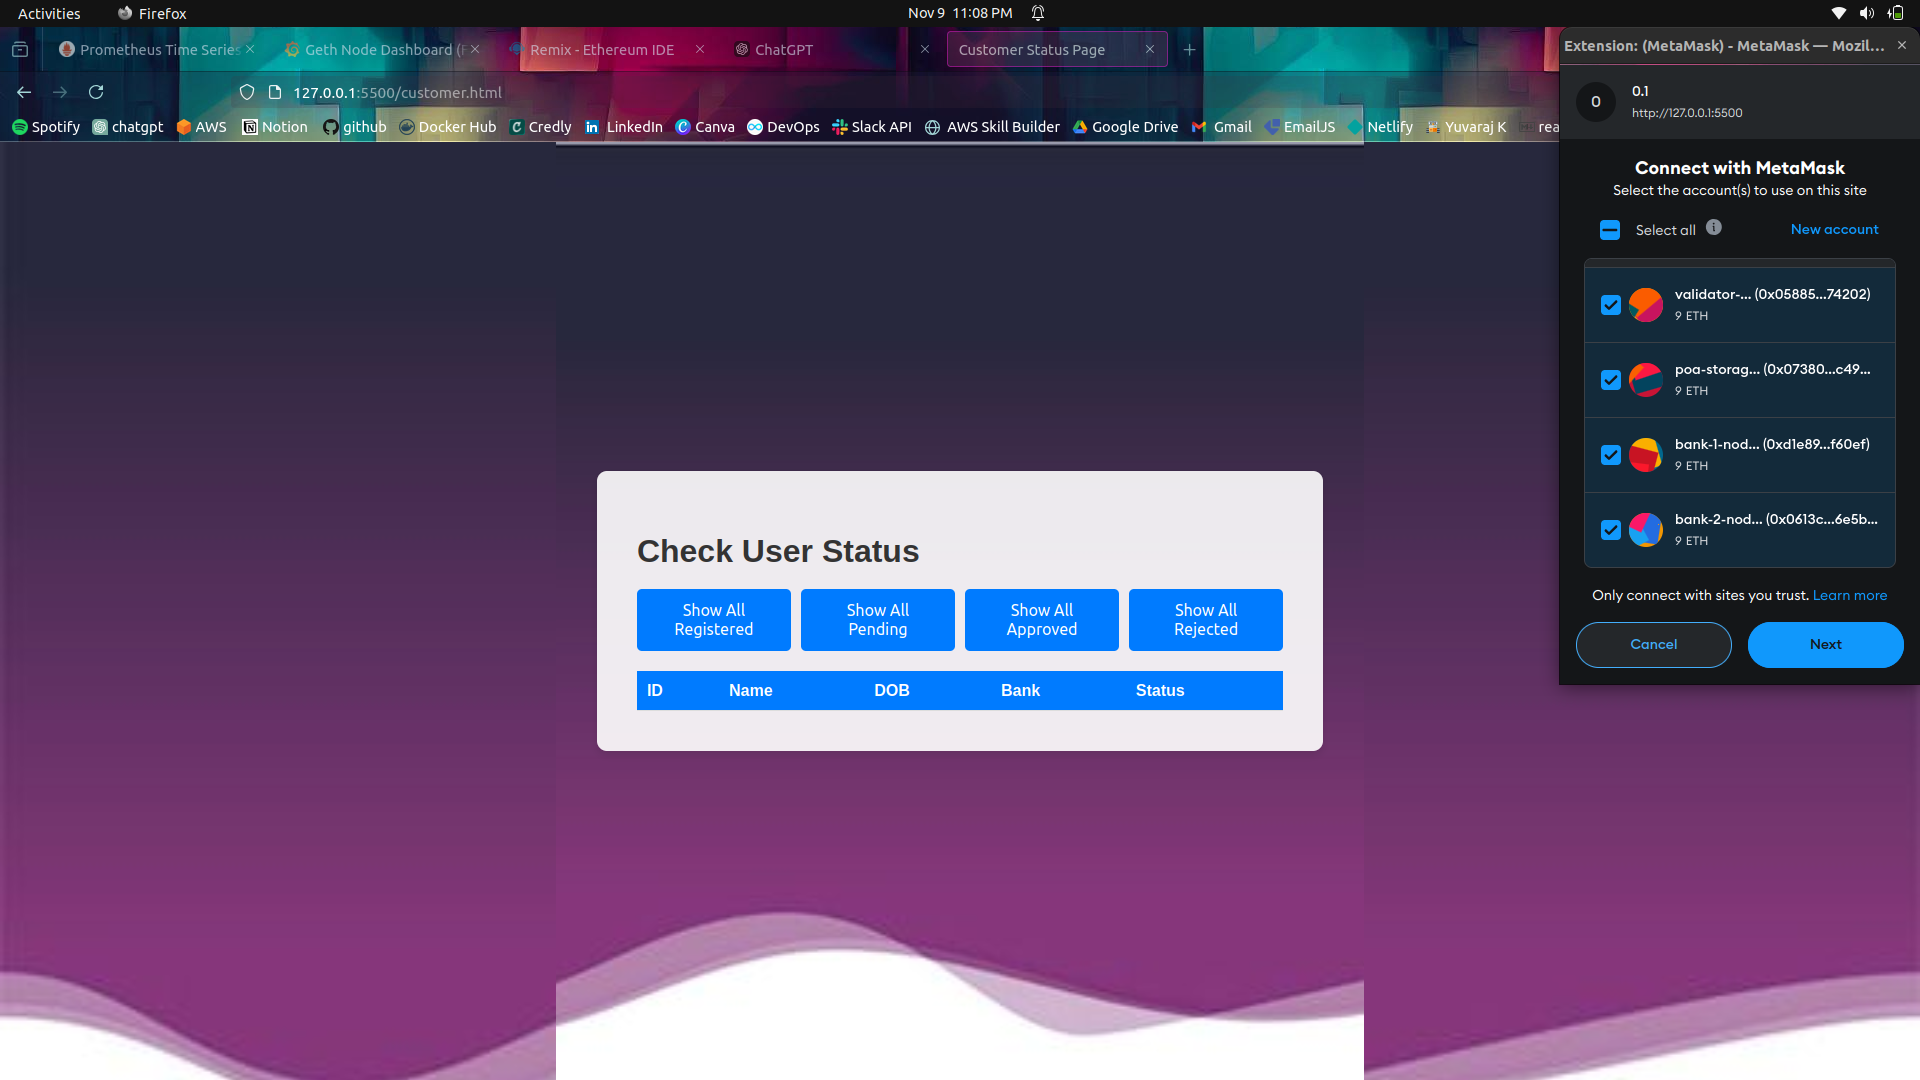 Activities Firefox Nov 9 11:08 PM
Prometheus Time Series Geth Node Dashboard (F Remix - Ethereum IDE ChatGPT Customer Status Page
Extension: (MetaMask) - MetaMask — Mozil...
127.0.0.1:5500/customer.html
Spotify chatgpt AWS Notion github Docker Hub Credly LinkedIn Canva DevOps Slack API AWS Skill Builder Google Drive Gmail EmailJS Netlify Yuvaraj K rea
0
0.1
http://127.0.0.1:5500
Connect with MetaMask
Select the account(s) to use on this site
Select all New account
validator-... (0x05885...74202)
9 ETH
poa-storag... (0x07380...c49...
9 ETH
bank-1-nod... (0xd1e89...f60ef)
9 ETH
bank-2-nod... (0x0613c...6e5b...
9 ETH
Only connect with sites you trust. Learn more
Cancel Next
Check User Status
Show All
Registered
Show All
Pending
Show All
Approved
Show All
Rejected
ID Name DOB Bank Status